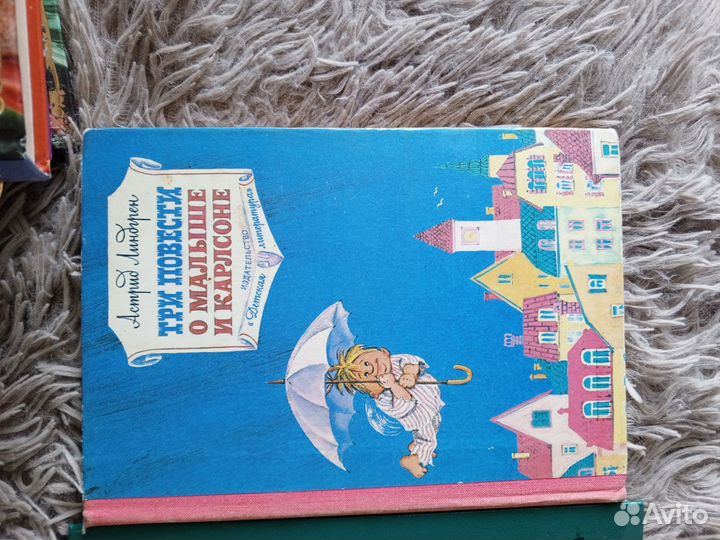 Астрид Линдгрен
ТРИ ПОВЕСТИ
О МАЛЫШЕ
И КАРЛСОНЕ
ИЗДАТЕЛЬСТВО
«Детская литература»
Avito